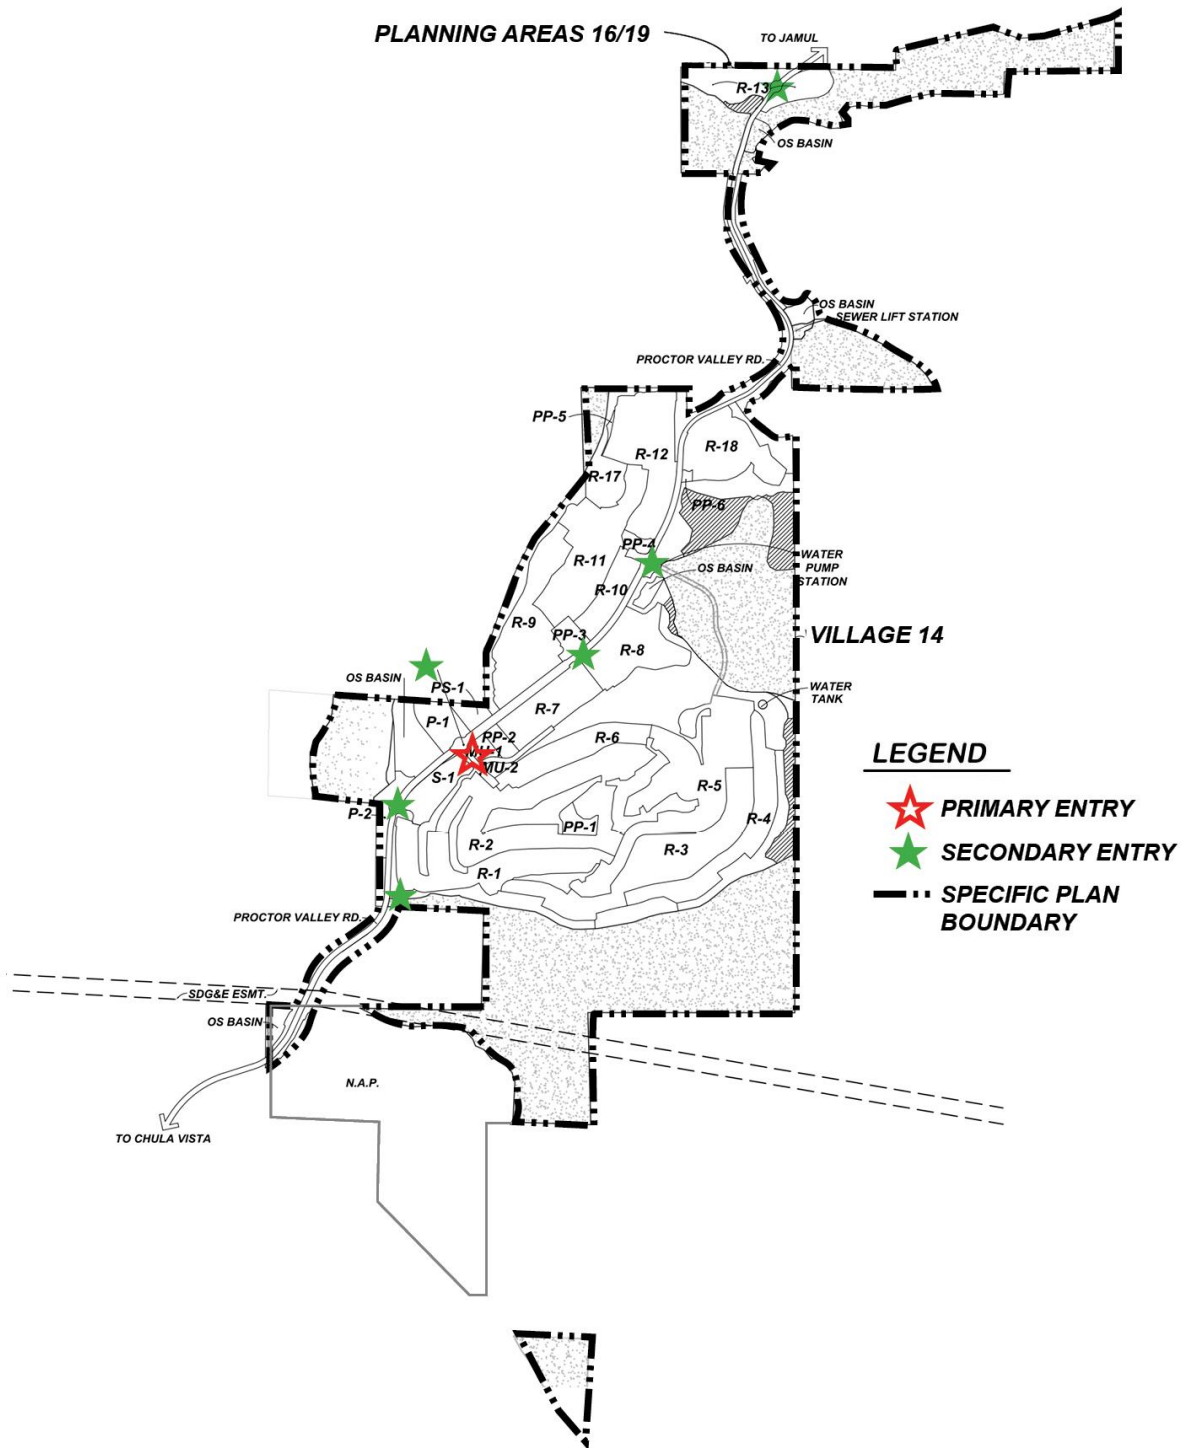 PLANNING AREAS 16/19
TO JAMUL
R-13
OS BASIN
OS BASIN
SEWER LIFT STATION
PROCTOR VALLEY RD.
PP-5
R-12
R-18
R-17
PP-6
PP-4
WATER
PUMP
STATION
R-11
OS BASIN
R-10
R-9
PP-3
VILLAGE 14
R-8
OS BASIN
PS-1
WATER
TANK
R-7
P-1
PP-2
R-6
MU-1
MU-2
S-1
LEGEND
R-5
PRIMARY ENTRY
P-2
PP-1
R-4
R-2
R-3
SECONDARY ENTRY
R-1
SPECIFIC PLAN
BOUNDARY
PROCTOR VALLEY RD.
SDG&E ESMT.
OS BASIN
N.A.P.
TO CHULA VISTA